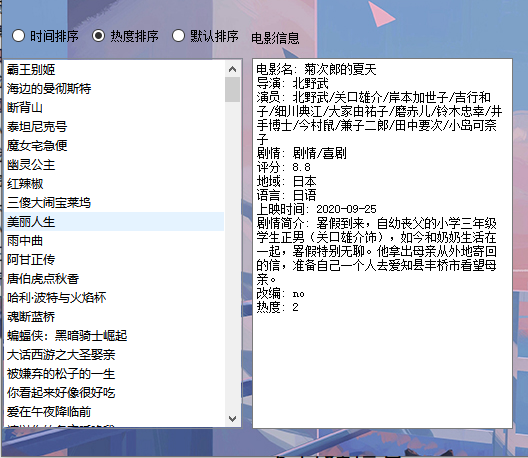 时间排序 热度排序 默认排序 电影信息
霸王别姬
海边的曼彻斯特
断背山
泰坦尼克号
魔女宅急便
幽灵公主
红辣椒
三傻大闹宝莱坞
美丽人生
雨中曲
阿甘正传
唐伯虎点秋香
哈利·波特与火焰杯
魂断蓝桥
蝙蝠侠：黑暗骑士崛起
大话西游之大圣娶亲
被嫌弃的松子的一生
你看起来好像很好吃
爱在午夜降临前
电影名: 菊次郎的夏天
导演: 北野武
演员: 北野武/关口雄介/岸本加世子/吉行和
子/细川典江/大家由祐子/磨赤儿/铃木忠幸/井
手博士/今村鼠/兼子二郎/田中要次/小岛可奈
子
剧情: 剧情/喜剧
评分: 8.8
地域: 日本
语言: 日语
上映时间: 2020-09-25
剧情简介: 暑假到来，自幼丧父的小学三年级
学生正男（关口雄介饰），如今和奶奶生活在
一起，暑假特别无聊。他拿出母亲从外地寄回
的信，准备自己一个人去爱知县丰桥市看望母
亲。
改编: no
热度: 2